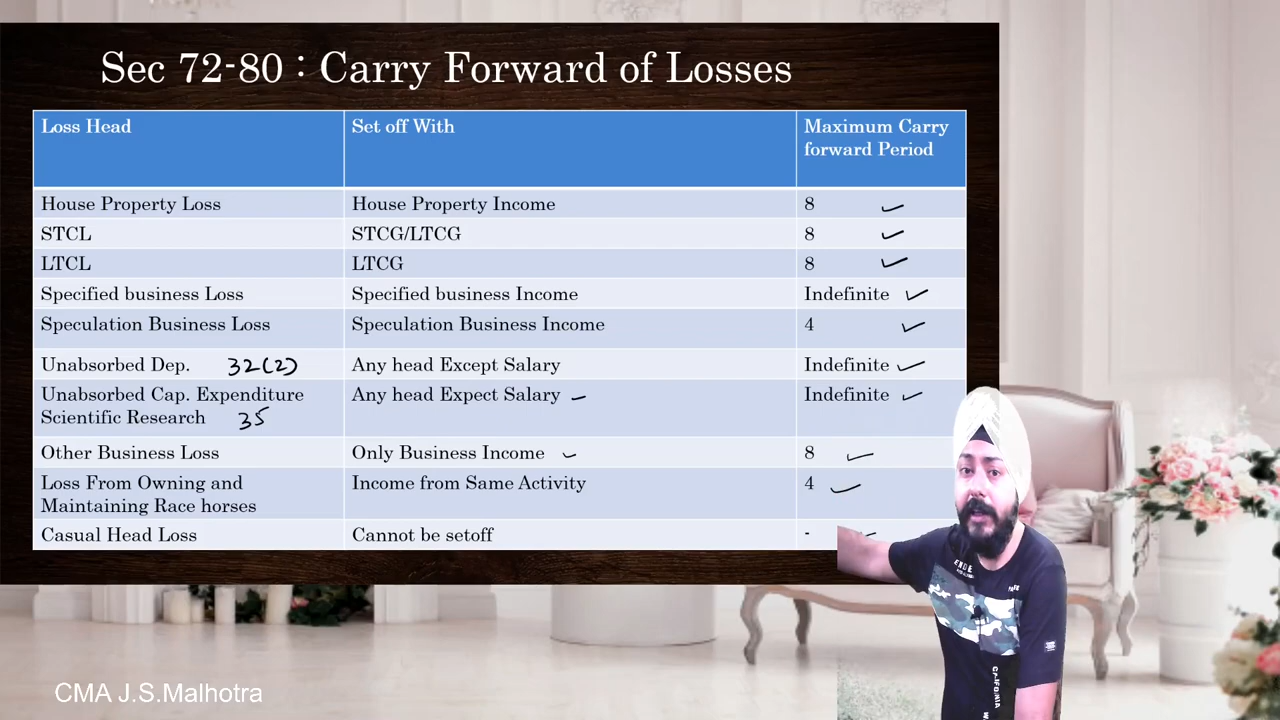 Sec 72-80 : Carry Forward of Losses
Loss Head
Set off With
Maximum Carry
forward Period
House Property Loss
House Property Income
8
STCL
STCG/LTCG
8
LTCL
LTCG
8
Specified business Loss
Specified business Income
Indefinite
Speculation Business Loss
Speculation Business Income
4
Unabsorbed Dep. 32(2)
Any head Except Salary
Indefinite
Unabsorbed Cap. Expenditure
Scientific Research 35
Any head Expect Salary
Indefinite
Other Business Loss
Only Business Income
8
Loss From Owning and
Maintaining Race horses
Income from Same Activity
4
Casual Head Loss
Cannot be setoff
-
CMA J.S.Malhotra